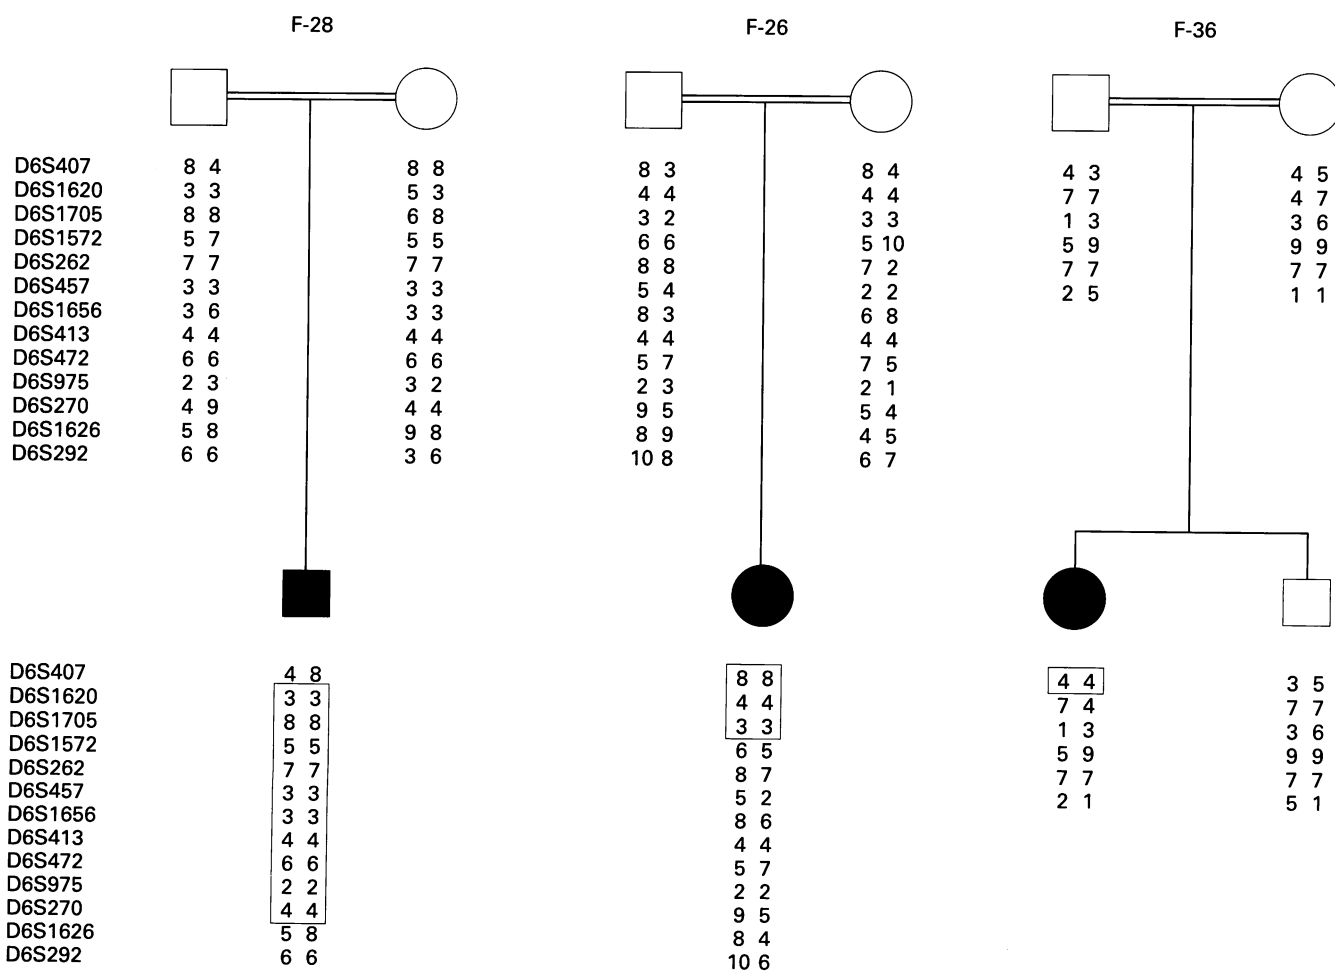 F-28 F-26 F-36
D6S407 8 4 8 8 8 3 8 4 4 3 4 5
D6S1620 3 3 5 3 4 4 4 4 7 7 4 7
D6S1705 8 8 6 8 3 2 3 3 1 3 3 6
D6S1572 5 7 5 5 6 6 5 10 5 9 9 9
D6S262 7 7 7 7 8 8 7 2 7 7 7 7
D6S457 3 3 3 3 5 4 2 2 2 5 1 1
D6S1656 3 6 3 3 8 3 6 8
D6S413 4 4 4 4 4 4 4 4
D6S472 6 6 6 6 5 7 7 5
D6S975 2 3 3 2 2 3 2 1
D6S270 4 9 4 4 9 5 5 4
D6S1626 5 8 9 8 8 9 4 5
D6S292 6 6 3 6 10 8 6 7
D6S407 4 8 8 8 4 4 3 5
D6S1620 3 3 4 4 7 4 7 7
D6S1705 8 8 3 3 1 3 3 6
D6S1572 5 5 6 5 5 9 9 9
D6S262 7 7 8 7 7 7 7 7
D6S457 3 3 5 2 2 1 5 1
D6S1656 3 3 8 6
D6S413 4 4 4 4
D6S472 6 6 5 7
D6S975 2 2 2 2
D6S270 4 4 9 5
D6S1626 5 8 8 4
D6S292 6 6 10 6